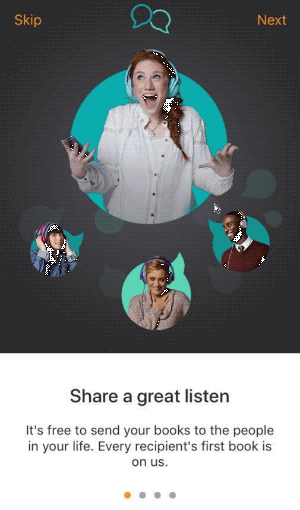 Skip
Next
Share a great listen
It's free to send your books to the people
in your life. Every recipient's first book is
on us.